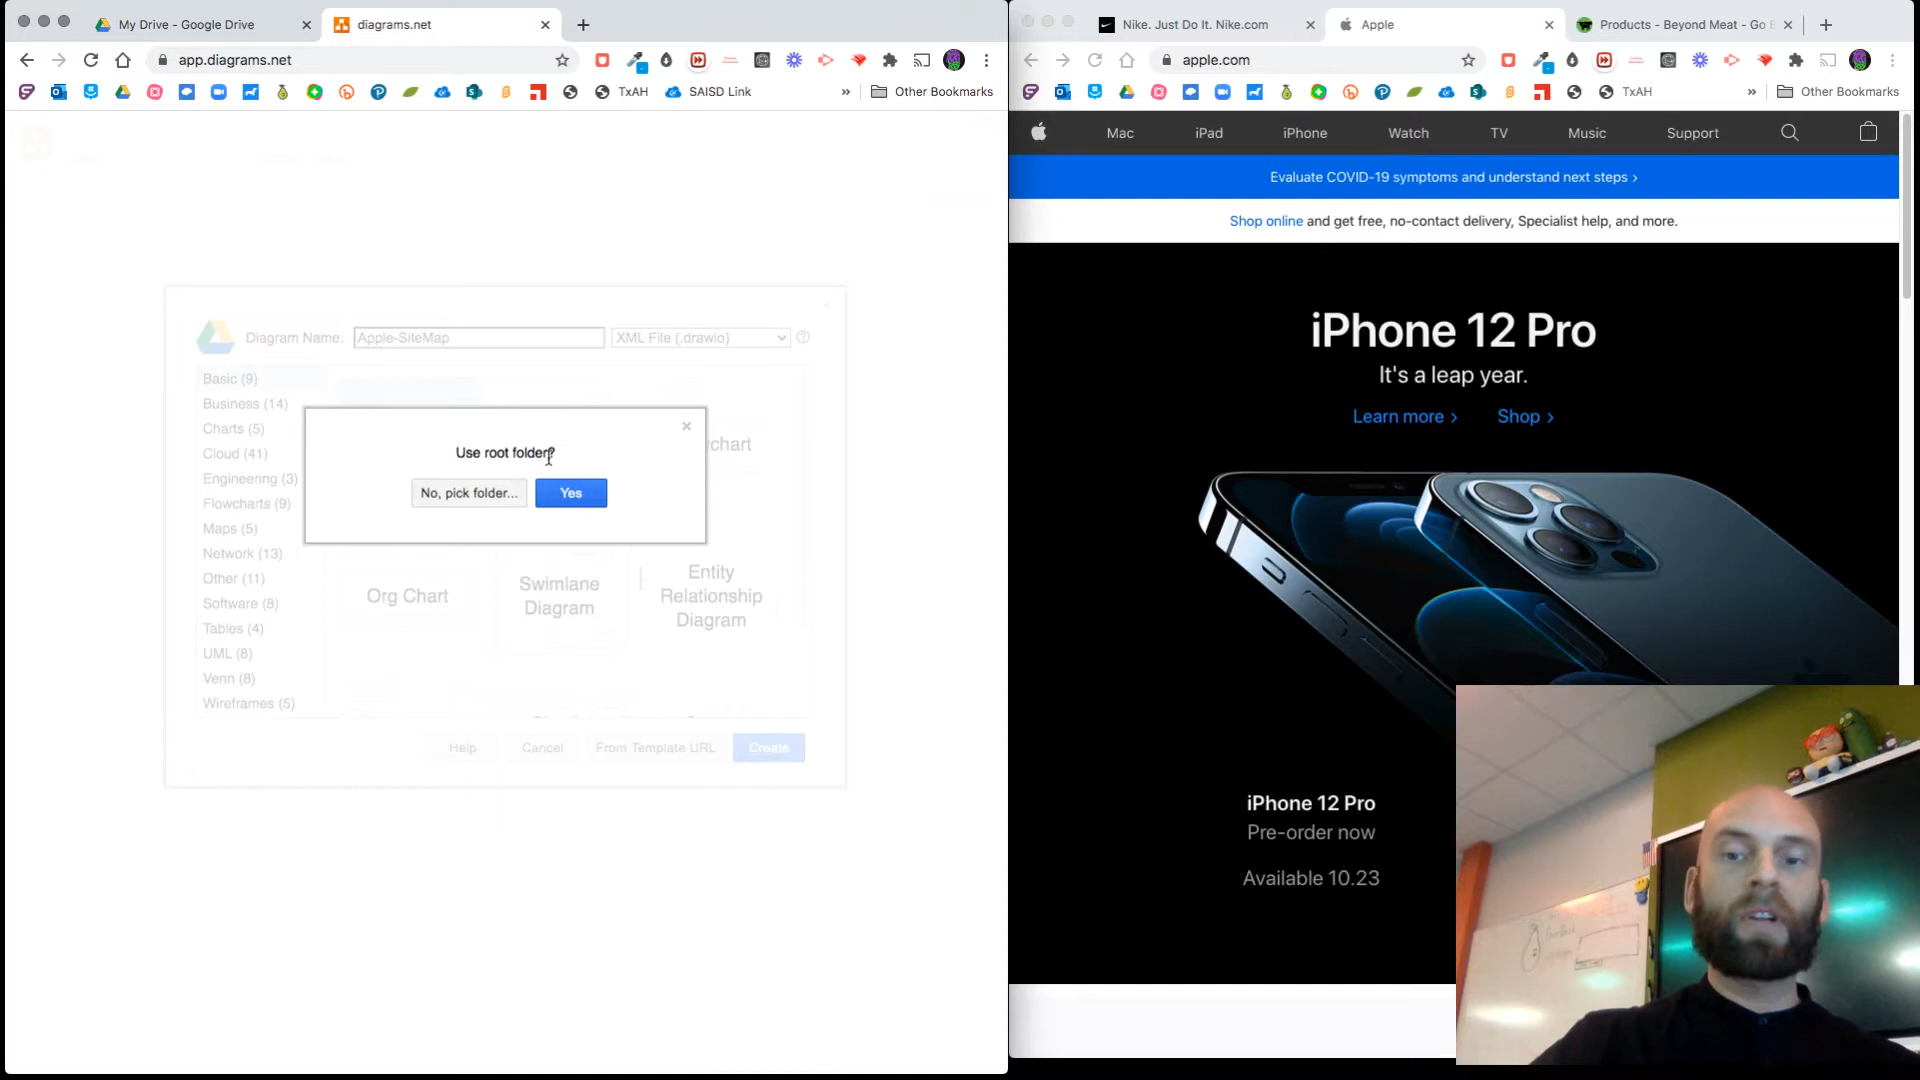 My Drive - Google Drive
diagrams.net
app.diagrams.net
TxAH
SAISD Link
»
Other Bookmarks
Diagram Name:
Apple-SiteMap
XML File (.drawio)
Basic (9)
Business (14)
Charts (5)
Cloud (41)
Engineering (3)
Flowcharts (9)
Maps (5)
Network (13)
Other (11)
Software (8)
Tables (4)
UML (8)
Venn (8)
Wireframes (5)
chart
Use root folder?
No, pick folder...
Yes
Org Chart
Swimlane
Diagram
Entity
Relationship
Diagram
Help
Cancel
From Template URL
Create
Nike. Just Do It. Nike.com
Apple
Products - Beyond Meat - Go B
apple.com
TxAH
»
Other Bookmarks
Mac
iPad
iPhone
Watch
TV
Music
Support
Evaluate COVID-19 symptoms and understand next steps >
Shop online and get free, no-contact delivery, Specialist help, and more.
iPhone 12 Pro
It's a leap year.
Learn more >
Shop >
iPhone 12 Pro
Pre-order now
Available 10.23